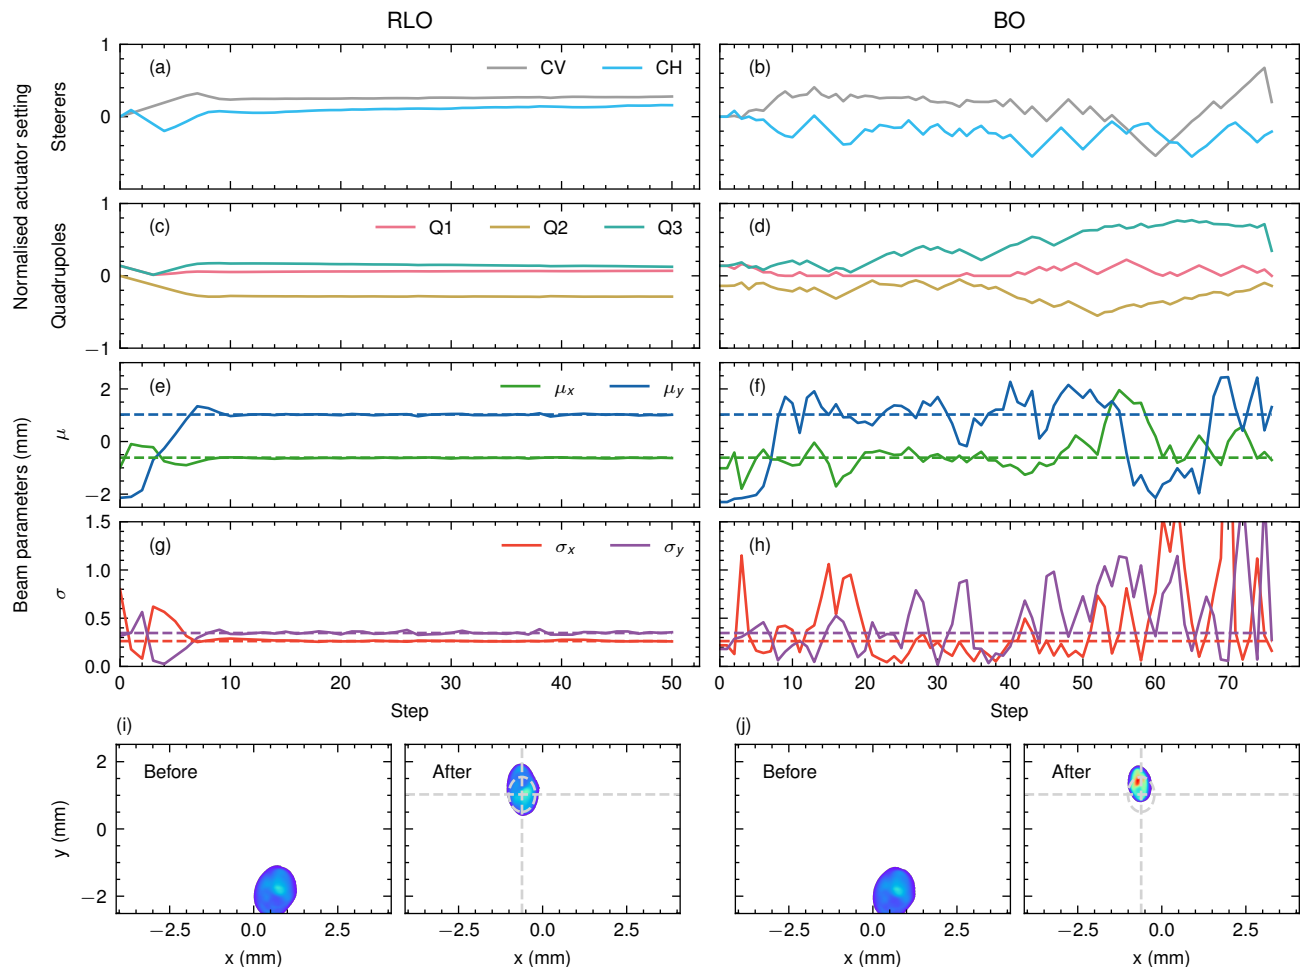 RLO
BO
Normalised actuator setting
Steerers
1
0
(a)
CV
CH
(b)
Quadrupoles
1
0
−1
(c)
Q1
Q2
Q3
(d)
Beam parameters (mm)
μ
2
0
−2
(e)
μx
μy
(f)
σ
1.5
1.0
0.5
0.0
(g)
σx
σy
(h)
0 10 20 30 40 50
0 10 20 30 40 50 60 70
Step
Step
(i)
(j)
y (mm)
2
0
−2
Before
After
Before
After
−2.5 0.0 2.5
−2.5 0.0 2.5
−2.5 0.0 2.5
−2.5 0.0 2.5
x (mm)
x (mm)
x (mm)
x (mm)